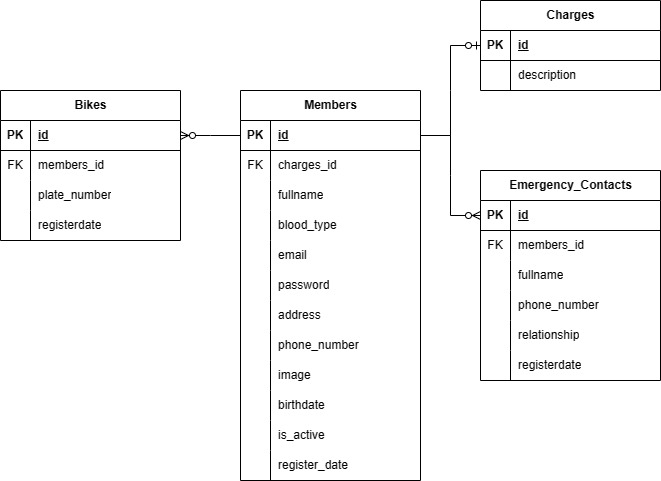 Charges
PK id
description
Bikes
PK id
FK members_id
plate_number
registerdate
Members
PK id
FK charges_id
fullname
blood_type
email
password
address
phone_number
image
birthdate
is_active
register_date
Emergency_Contacts
PK id
FK members_id
fullname
phone_number
relationship
registerdate